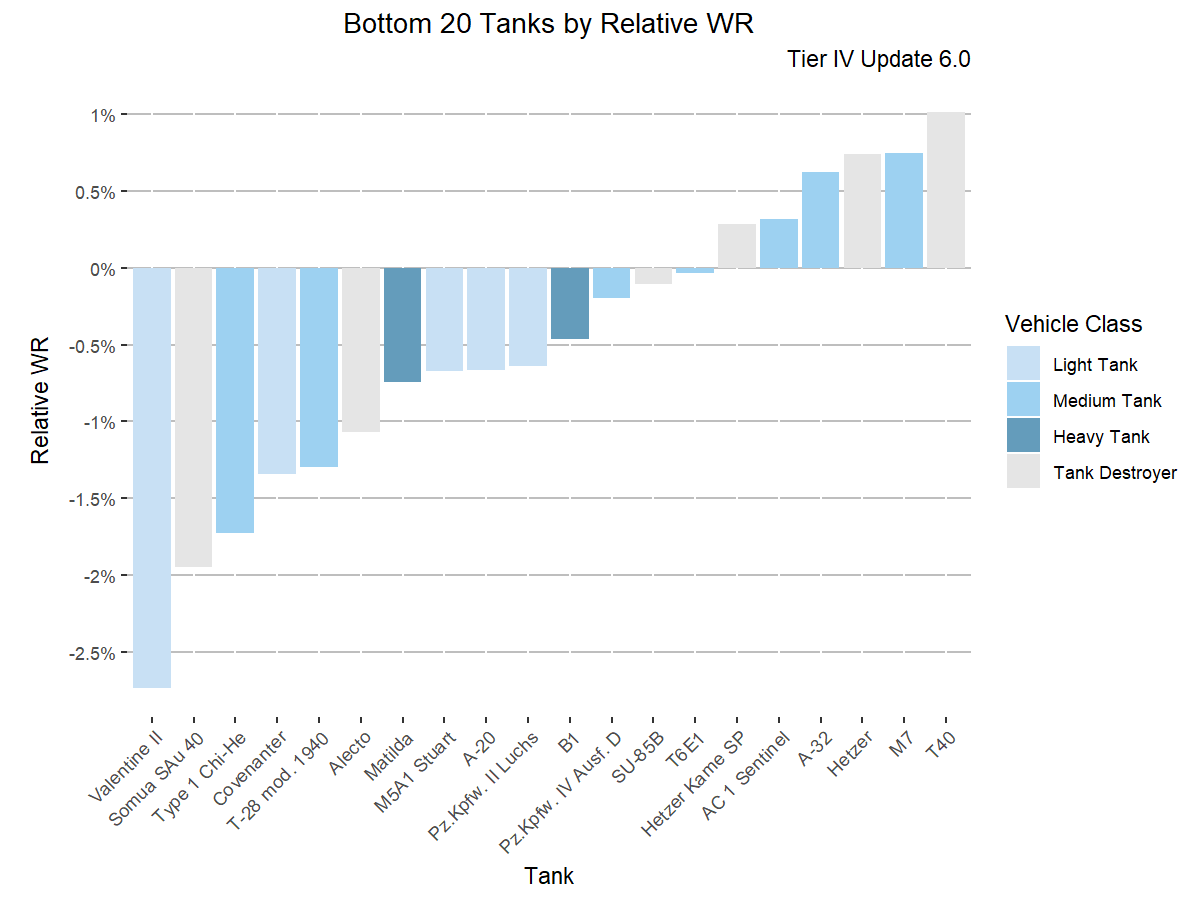 Bottom 20 Tanks by Relative WR
Tier IV Update 6.0
1%
0.5%
0%
-0.5%
-1%
-1.5%
-2%
-2.5%
Relative WR
Valentine II
Somua SAu 40
Type 1 Chi-He
Covenanter
T-28 mod. 1940
Alecto
Matilda
M5A1 Stuart
A-20
Pz.Kpfw. II Luchs
B1
Pz.Kpfw. IV Ausf. D
SU-85B
T6E1
Hetzer Kame SP
AC 1 Sentinel
A-32
Hetzer
M7
T40
Tank
Vehicle Class
Light Tank
Medium Tank
Heavy Tank
Tank Destroyer